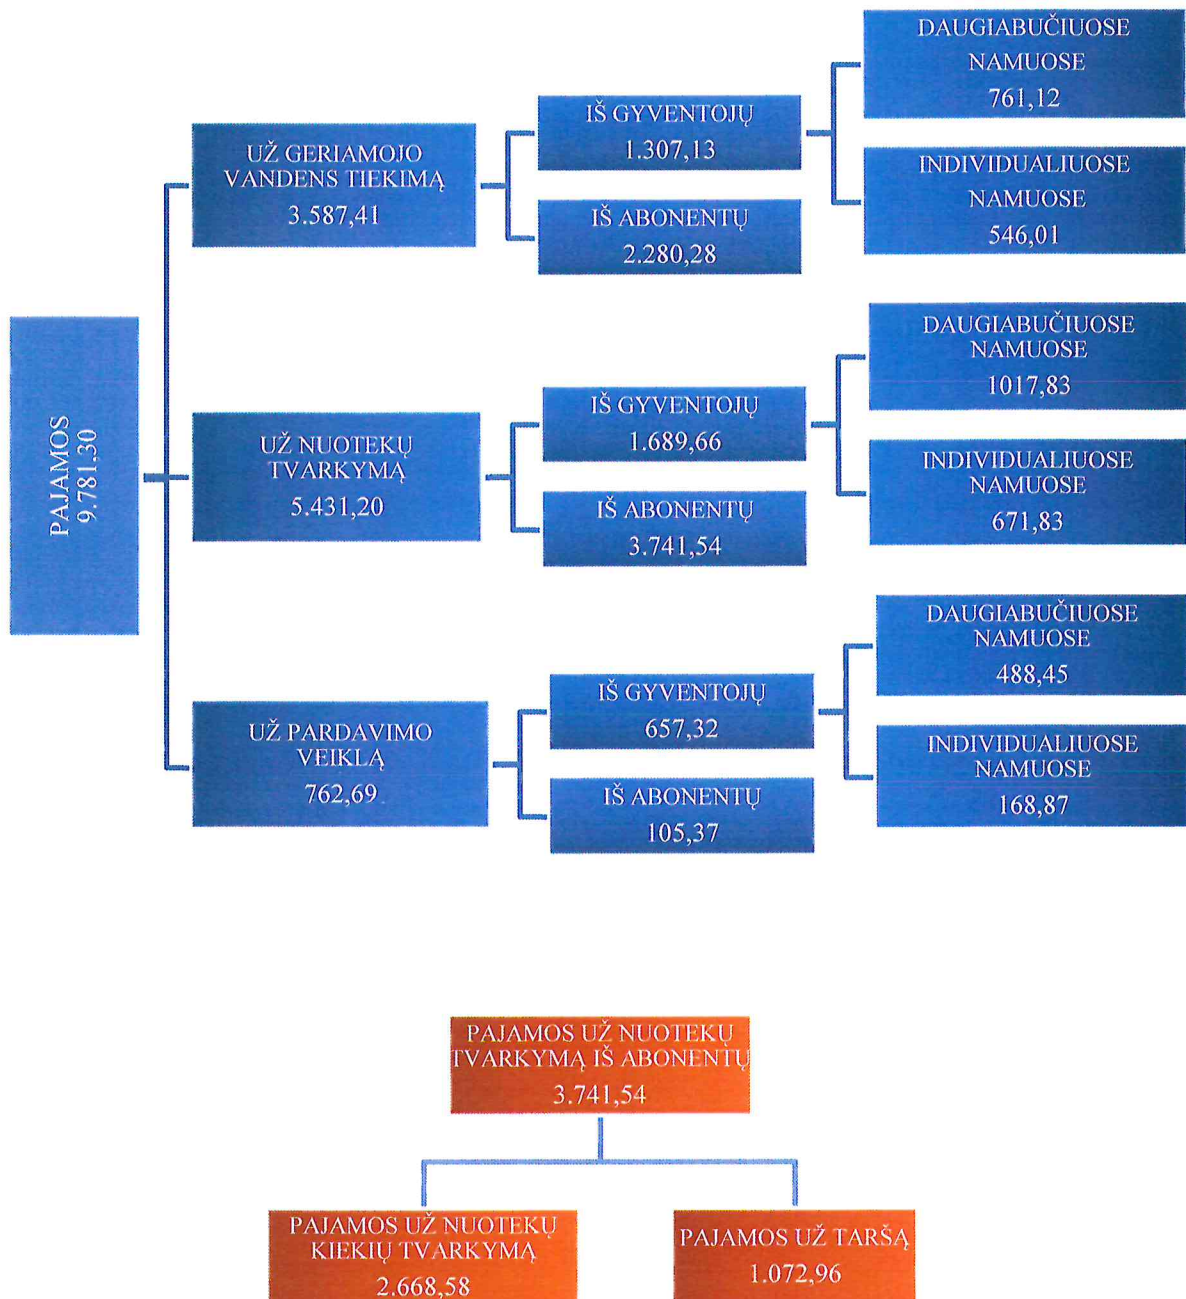 PAJAMOS
9.781,30
UŽ GERIAMOJO
VANDENS TIEKIMĄ
3.587,41
IŠ GYVENTOJŲ
1.307,13
DAUGIABUČIUOSE
NAMUOSE
761,12
INDIVIDUALIUOSE
NAMUOSE
546,01
IŠ ABONENTŲ
2.280,28
UŽ NUOTEKŲ
TVARKYMĄ
5.431,20
IŠ GYVENTOJŲ
1.689,66
DAUGIABUČIUOSE
NAMUOSE
1017,83
INDIVIDUALIUOSE
NAMUOSE
671,83
IŠ ABONENTŲ
3.741,54
UŽ PARDAVIMO
VEIKLĄ
762,69
IŠ GYVENTOJŲ
657,32
DAUGIABUČIUOSE
NAMUOSE
488,45
INDIVIDUALIUOSE
NAMUOSE
168,87
IŠ ABONENTŲ
105,37
PAJAMOS UŽ NUOTEKŲ
TVARKYMĄ IŠ ABONENTŲ
3.741,54
PAJAMOS UŽ NUOTEKŲ
KIEKIŲ TVARKYMĄ
2.668,58
PAJAMOS UŽ TARŠĄ
1.072,96